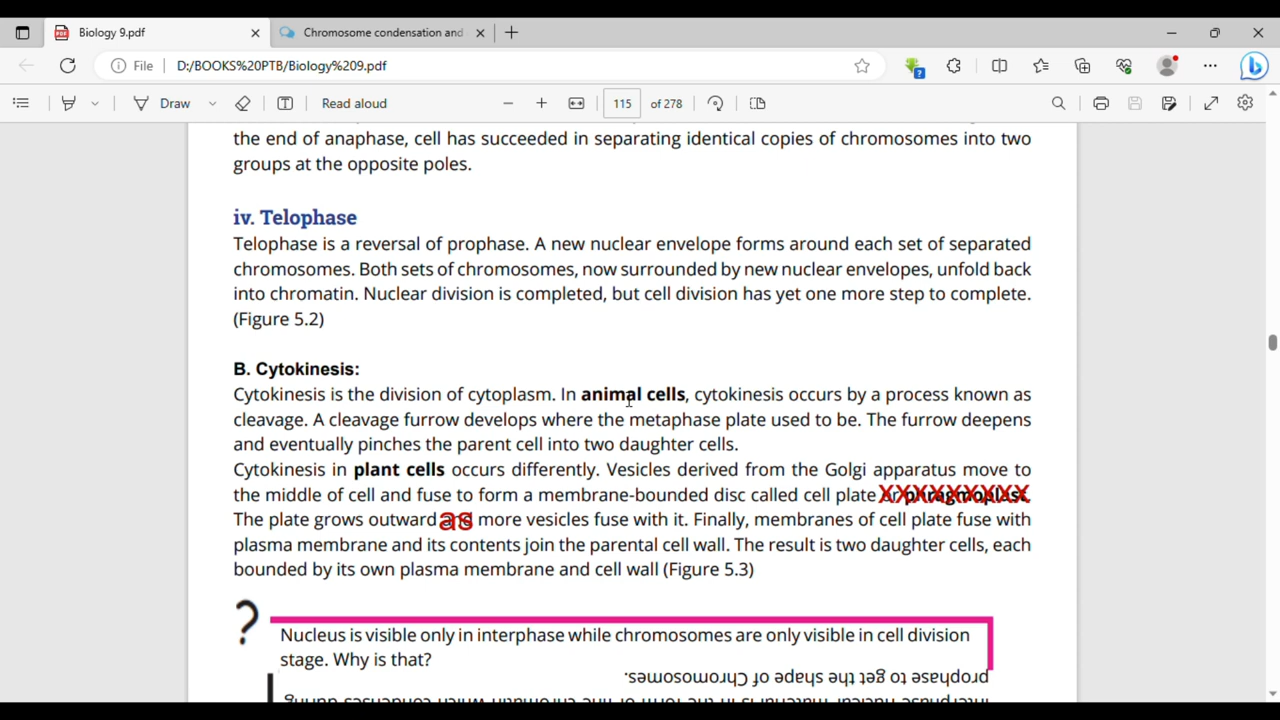 Biology 9.pdf
Chromosome condensation and
File
D:/BOOKS%20PTB/Biology%209.pdf
Draw
Read aloud
115
of 278
the end of anaphase, cell has succeeded in separating identical copies of chromosomes into two
groups at the opposite poles.
iv. Telophase
Telophase is a reversal of prophase. A new nuclear envelope forms around each set of separated
chromosomes. Both sets of chromosomes, now surrounded by new nuclear envelopes, unfold back
into chromatin. Nuclear division is completed, but cell division has yet one more step to complete.
(Figure 5.2)
B. Cytokinesis:
Cytokinesis is the division of cytoplasm. In animal cells, cytokinesis occurs by a process known as
cleavage. A cleavage furrow develops where the metaphase plate used to be. The furrow deepens
and eventually pinches the parent cell into two daughter cells.
Cytokinesis in plant cells occurs differently. Vesicles derived from the Golgi apparatus move to
the middle of cell and fuse to form a membrane-bounded disc called cell plate or phragmoplast.
XXXXXXXXX
The plate grows outward and more vesicles fuse with it. Finally, membranes of cell plate fuse with
as
plasma membrane and its contents join the parental cell wall. The result is two daughter cells, each
bounded by its own plasma membrane and cell wall (Figure 5.3)
?
Nucleus is visible only in interphase while chromosomes are only visible in cell division
stage. Why is that?
prophase to get the shape of Chromosomes.